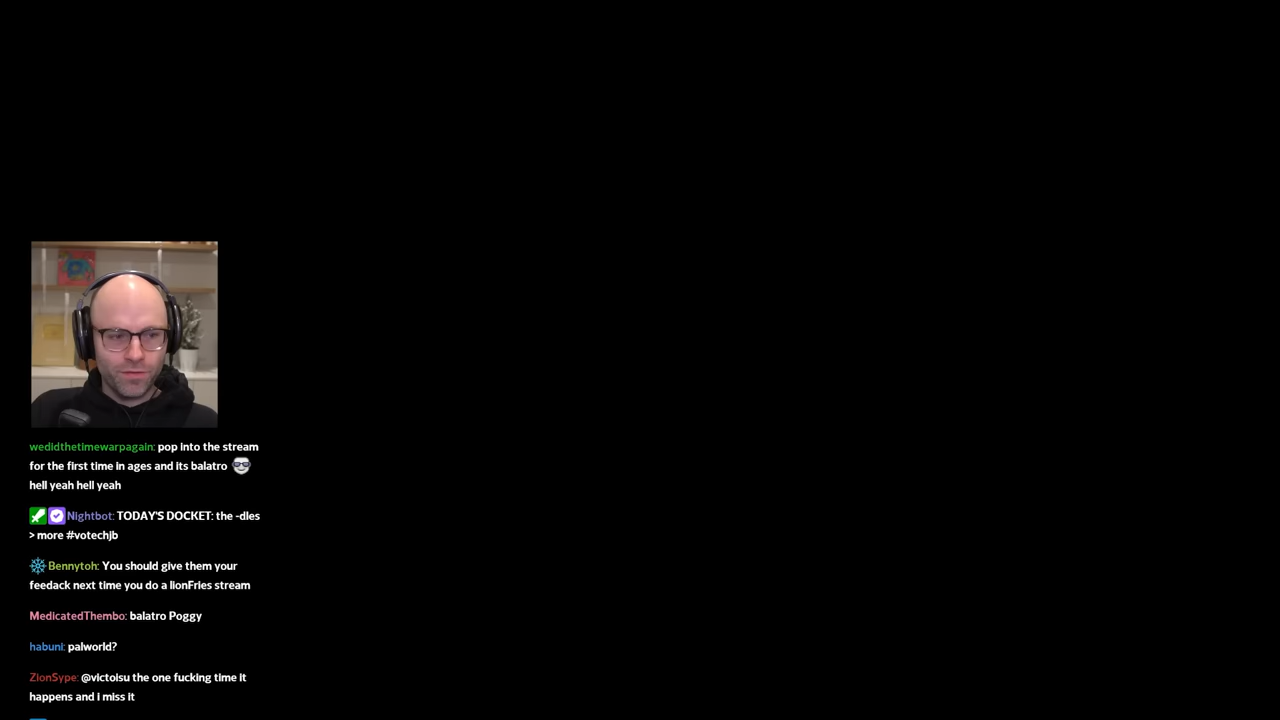 wedidthetimewarpagain: pop into the stream
for the first time in ages and its balatro
hell yeah hell yeah
Nightbot: TODAY'S DOCKET: the -dles
> more #votechjb
Bennytoh: You should give them your
feedack next time you do a lionFries stream
MedicatedThembo: balatro Poggy
habuni: palworld?
ZionSype: @victoisu the one fucking time it
happens and i miss it